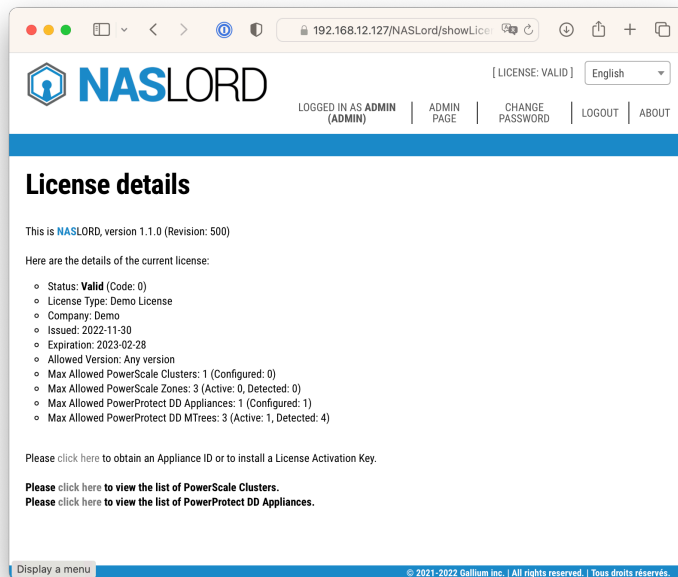 192.168.12.127/NASLord/showLice
NASLORD
[ LICENSE: VALID ]
English
LOGGED IN AS ADMIN (ADMIN)
ADMIN PAGE
CHANGE PASSWORD
LOGOUT
ABOUT
License details
This is NASLORD, version 1.1.0 (Revision: 500)
Here are the details of the current license:
Status: Valid (Code: 0)
License Type: Demo License
Company: Demo
Issued: 2022-11-30
Expiration: 2023-02-28
Allowed Version: Any version
Max Allowed PowerScale Clusters: 1 (Configured: 0)
Max Allowed PowerScale Zones: 3 (Active: 0, Detected: 0)
Max Allowed PowerProtect DD Appliances: 1 (Configured: 1)
Max Allowed PowerProtect DD MTrees: 3 (Active: 1, Detected: 4)
Please click here to obtain an Appliance ID or to install a License Activation Key.
Please click here to view the list of PowerScale Clusters.
Please click here to view the list of PowerProtect DD Appliances.
Display a menu
© 2021-2022 Gallium inc. | All rights reserved. | Tous droits réservés.